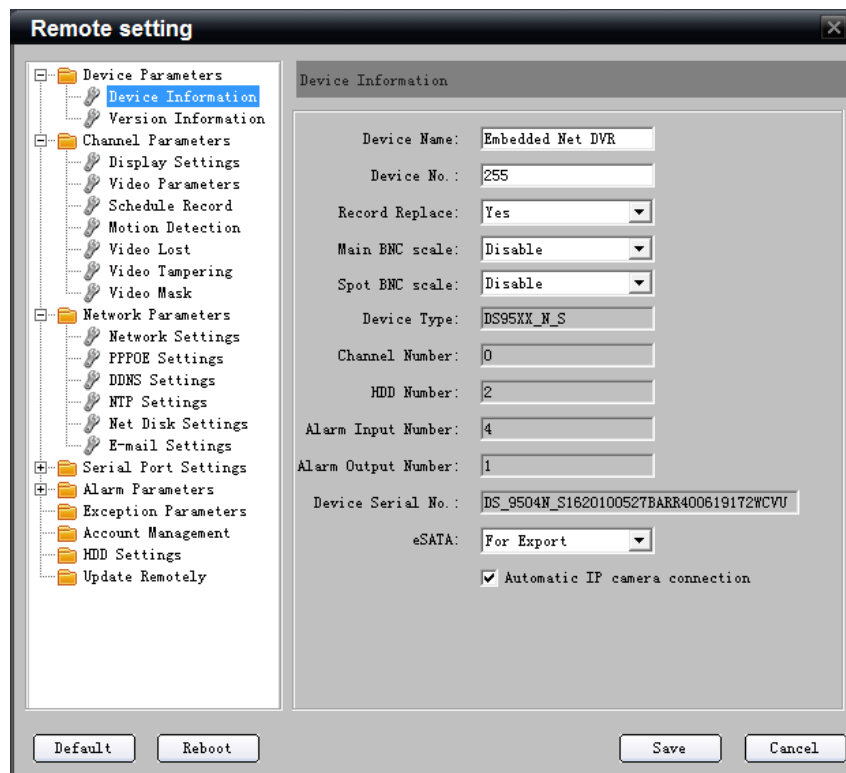 Remote setting
Device Parameters
Device Information
Version Information
Channel Parameters
Display Settings
Video Parameters
Schedule Record
Motion Detection
Video Lost
Video Tampering
Video Mask
Network Parameters
Network Settings
PPPOE Settings
DDNS Settings
NTP Settings
Net Disk Settings
E-mail Settings
Serial Port Settings
Alarm Parameters
Exception Parameters
Account Management
HDD Settings
Update Remotely
Device Information
Device Name: Embedded Net DVR
Device No.: 255
Record Replace: Yes
Main BNC scale: Disable
Spot BNC scale: Disable
Device Type: DS95XX_N_S
Channel Number: 0
HDD Number: 2
Alarm Input Number: 4
Alarm Output Number: 1
Device Serial No.: DS_9504N_S1620100527BARR400619172WCVU
eSATA: For Export
Automatic IP camera connection
Default Reboot Save Cancel